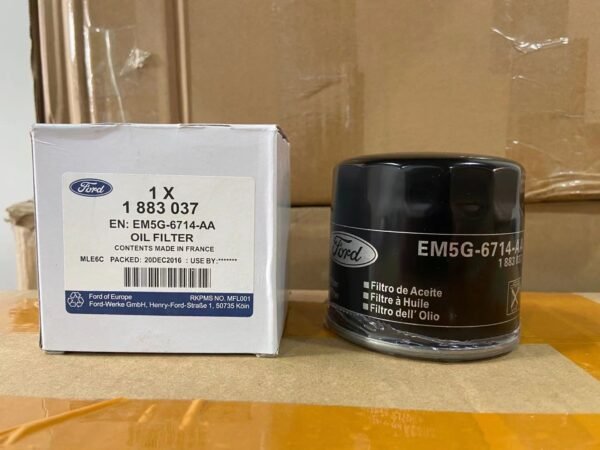 Ford
1 X
1 883 037
EN: EM5G-6714-AA
OIL FILTER
CONTENTS MADE IN FRANCE
MLE6C PACKED: 20DEC2016 : USE BY:*******
Ford of Europe RKPMS NO. MFL001
Ford-Werke GmbH, Henry-Ford-Straße 1, 50735 Köln
Ford
EM5G-6714-A
1 883
Filtro de Aceite
Filtre à Huile
Filtro dell' Olio